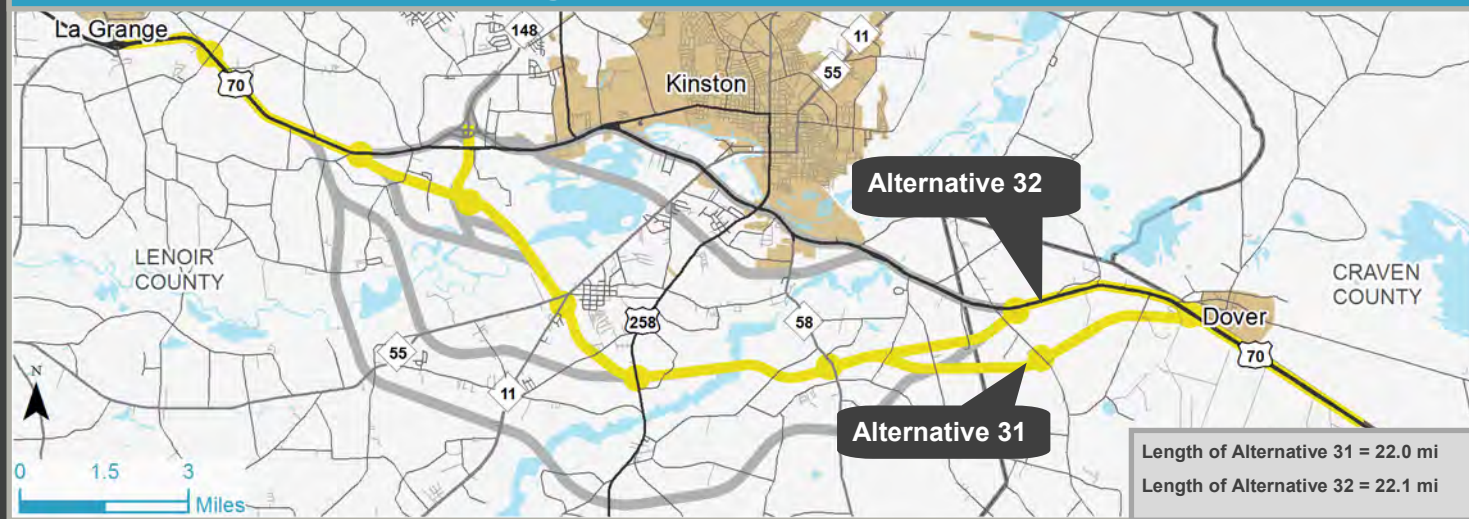 La Grange
148
11
55
70
Kinston
Alternative 32
LENOIR
COUNTY
CRAVEN
COUNTY
258
58
Dover
55
70
N
11
Alternative 31
0 1.5 3
Miles
Length of Alternative 31 = 22.0 mi
Length of Alternative 32 = 22.1 mi